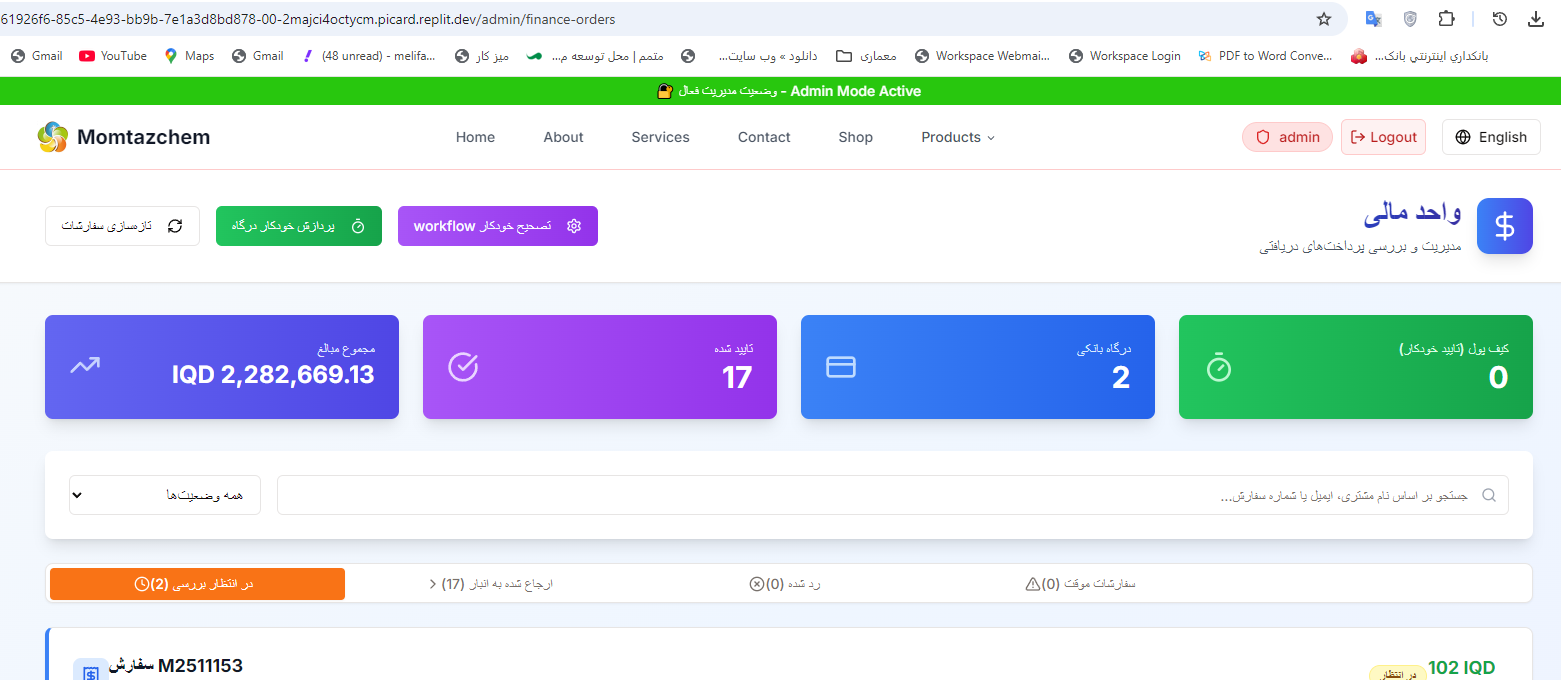 61926f6-85c5-4e93-bb9b-7e1a3d8bd878-00-2majci4octycm.picard.replit.dev/admin/finance-orders
Gmail
YouTube
Maps
Gmail
(48 unread) - melifa...
میز کار
متمم | محل توسعه م...
دانلود » وب سایت...
معماری
Workspace Webmai...
Workspace Login
PDF to Word Conve...
بانکداري اينترنتي بانک...
وضعیت مدیریت فعال - Admin Mode Active
Momtazchem
Home
About
Services
Contact
Shop
Products
admin
Logout
English
واحد مالی
مدیریت و بررسی پرداخت‌های دریافتی
تصحیح خودکار workflow
پردازش خودکار درگاه
تازه‌سازی سفارشات
کیف پول (تایید خودکار)
0
درگاه بانکی
2
تایید شده
17
مجموع مبالغ
IQD 2,282,669.13
جستجو بر اساس نام مشتری، ایمیل یا شماره سفارش...
همه وضعیت‌ها
در انتظار بررسی (2)
ارجاع شده به انبار (17)
رد شده (0)
سفارشات موقت (0)
سفارش M2511153
102 IQD
در انتظار